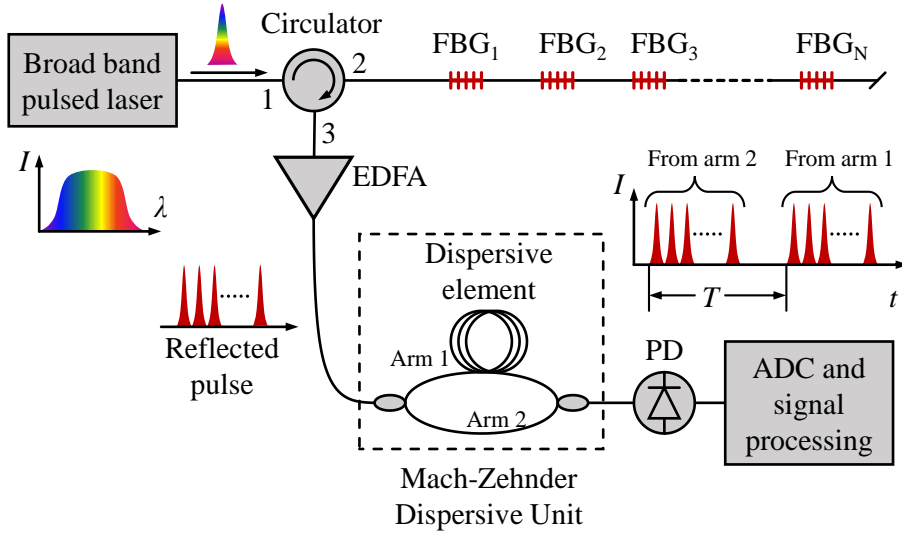 Circulator
Broad band
pulsed laser
1
2
3
FBG1
FBG2
FBG3
FBGN
EDFA
I
λ
From arm 2
From arm 1
I
T
t
Reflected
pulse
Dispersive
element
Arm 1
Arm 2
PD
ADC and
signal
processing
Mach-Zehnder
Dispersive Unit